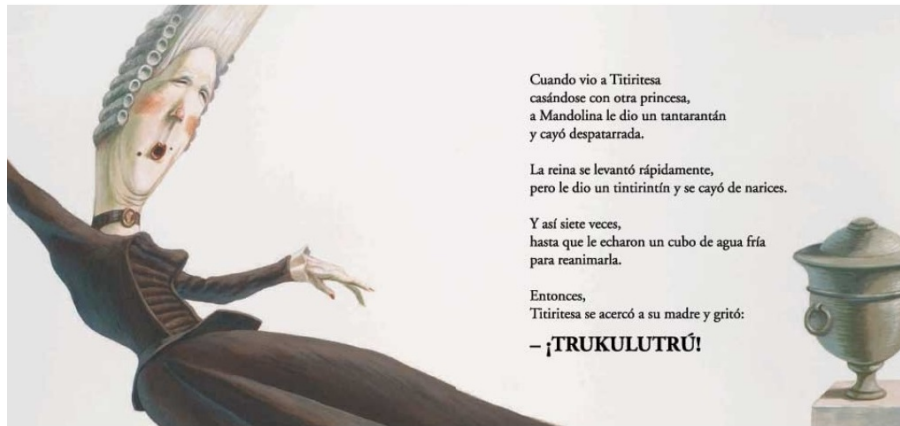 Cuando vio a Titiritesa
casándose con otra princesa,
a Mandolina le dio un tantarantán
y cayó despatarrada.
La reina se levantó rápidamente,
pero le dio un tintirintín y se cayó de narices.
Y así siete veces,
hasta que le echaron un cubo de agua fría
para reanimarla.
Entonces,
Titiritesa se acercó a su madre y gritó:
– ¡TRUKULUTRÚ!